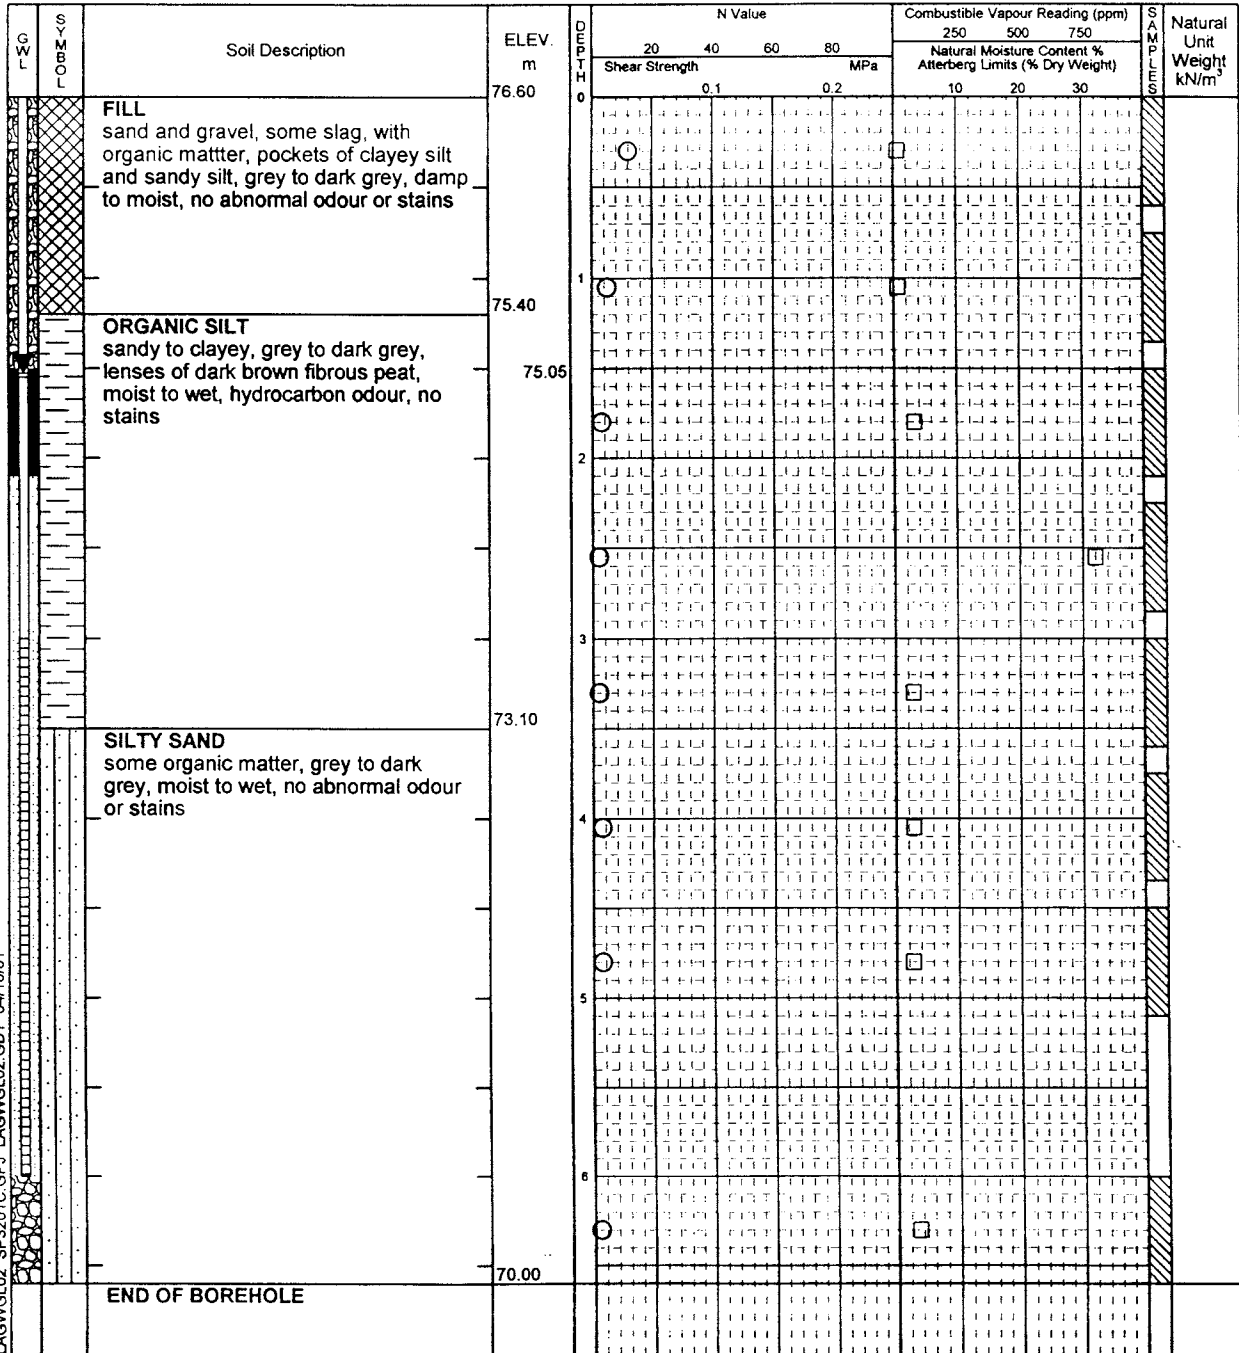 GWL
SYMBOL
Soil Description
ELEV.
m
DEPTH
N Value
20 40 60 80
Shear Strength MPa
0.1 0.2
Combustible Vapour Reading (ppm)
250 500 750
Natural Moisture Content %
Atterberg Limits (% Dry Weight)
10 20 30
SAMPLES
Natural
Unit
Weight
kN/m³
76.60
0
FILL
sand and gravel, some slag, with
organic mattter, pockets of clayey silt
and sandy silt, grey to dark grey, damp
to moist, no abnormal odour or stains
1
75.40
ORGANIC SILT
sandy to clayey, grey to dark grey,
lenses of dark brown fibrous peat,
moist to wet, hydrocarbon odour, no
stains
75.05
2
3
73.10
SILTY SAND
some organic matter, grey to dark
grey, moist to wet, no abnormal odour
or stains
4
5
6
70.00
END OF BOREHOLE